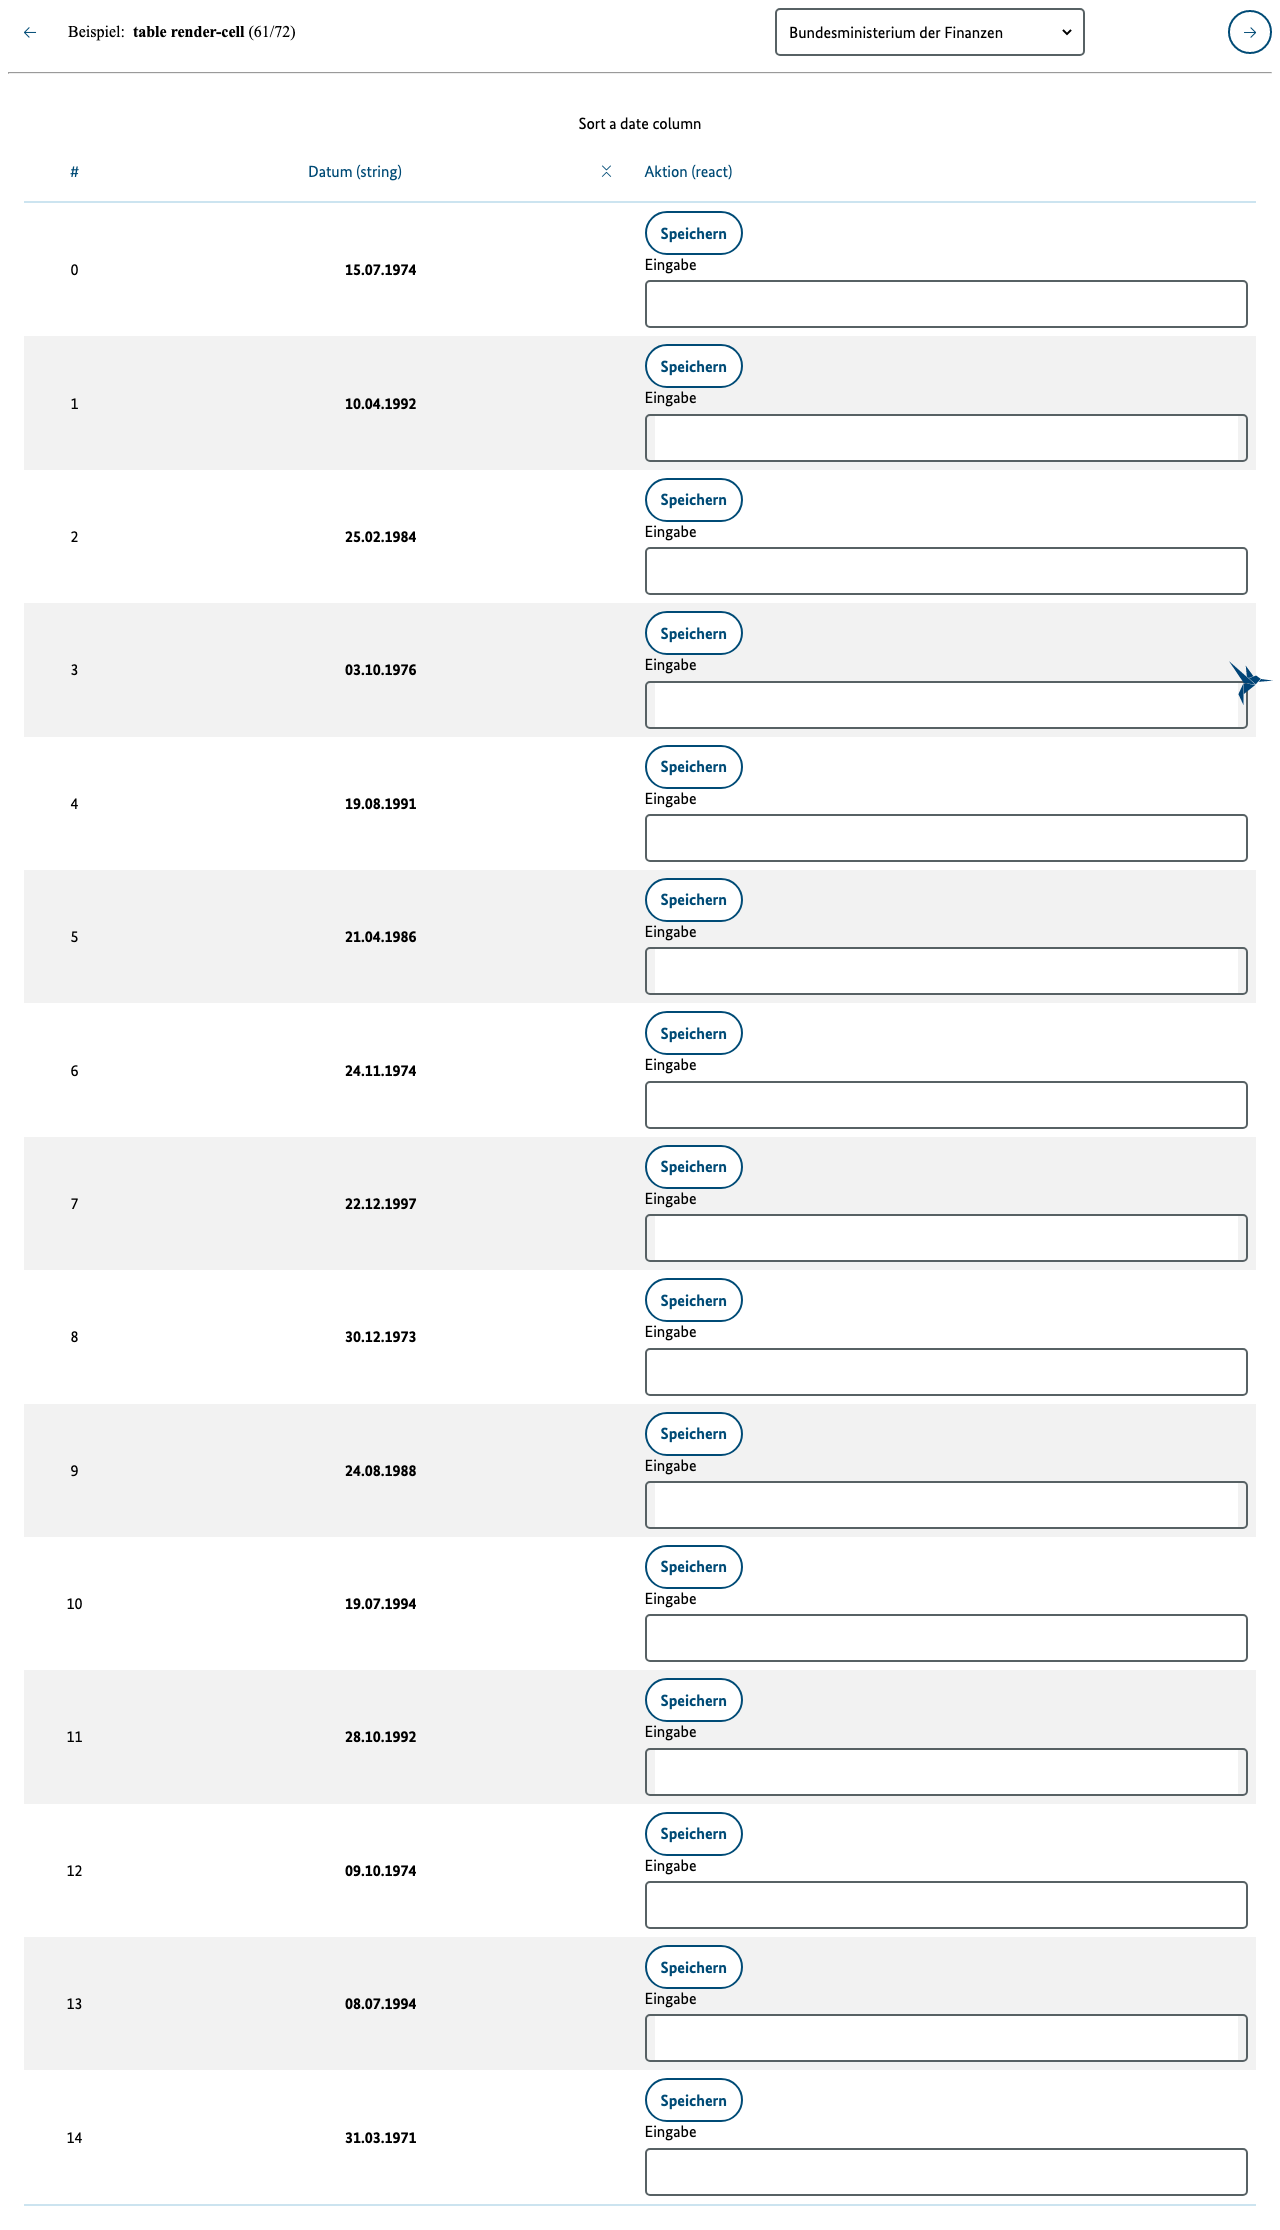 Beispiel: table render-cell (61/72)
Bundesministerium der Finanzen
Sort a date column
# Datum (string) Aktion (react)
Speichern
0 15.07.1974 Eingabe
Speichern
1 10.04.1992 Eingabe
Speichern
2 25.02.1984 Eingabe
Speichern
3 03.10.1976 Eingabe
Speichern
4 19.08.1991 Eingabe
Speichern
5 21.04.1986 Eingabe
Speichern
6 24.11.1974 Eingabe
Speichern
7 22.12.1997 Eingabe
Speichern
8 30.12.1973 Eingabe
Speichern
9 24.08.1988 Eingabe
Speichern
10 19.07.1994 Eingabe
Speichern
11 28.10.1992 Eingabe
Speichern
12 09.10.1974 Eingabe
Speichern
13 08.07.1994 Eingabe
Speichern
14 31.03.1971 Eingabe